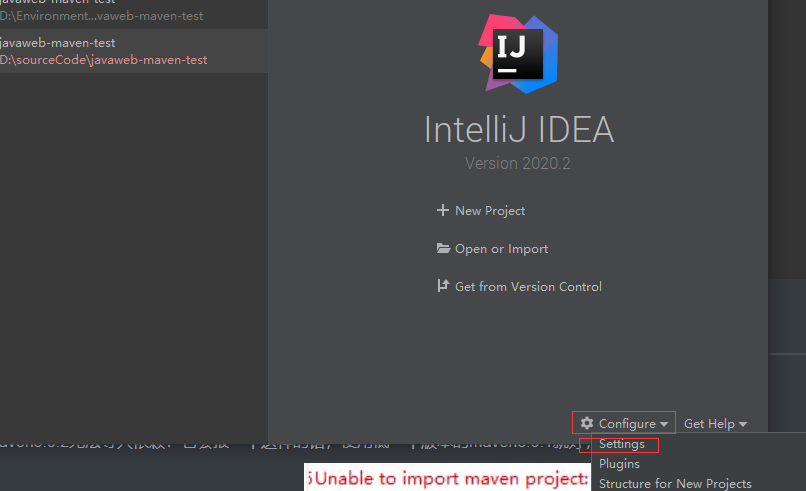 javaweb-maven-test
D:\Environment...vaweb-maven-test
javaweb-maven-test
D:\sourceCode\javaweb-maven-test
IJ
IntelliJ IDEA
Version 2020.2
New Project
Open or Import
Get from Version Control
Configure
Get Help
Settings
Plugins
Structure for New Projects
Unable to import maven project: